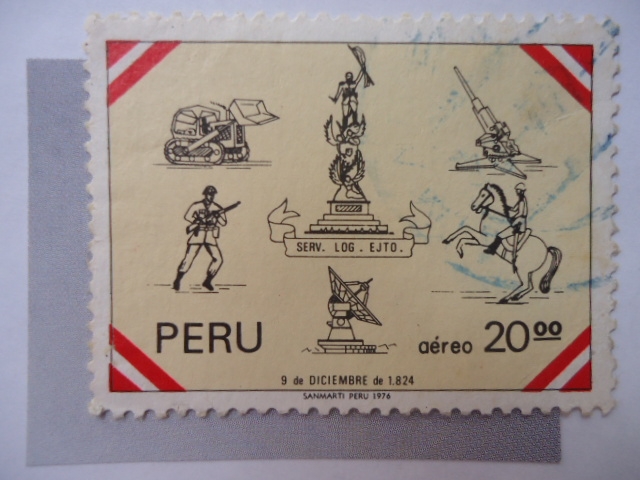 SERV. LOG. EJTO.
PERU
aéreo 20.00
9 de DICIEMBRE de 1.824
SANMARTI PERU 1976